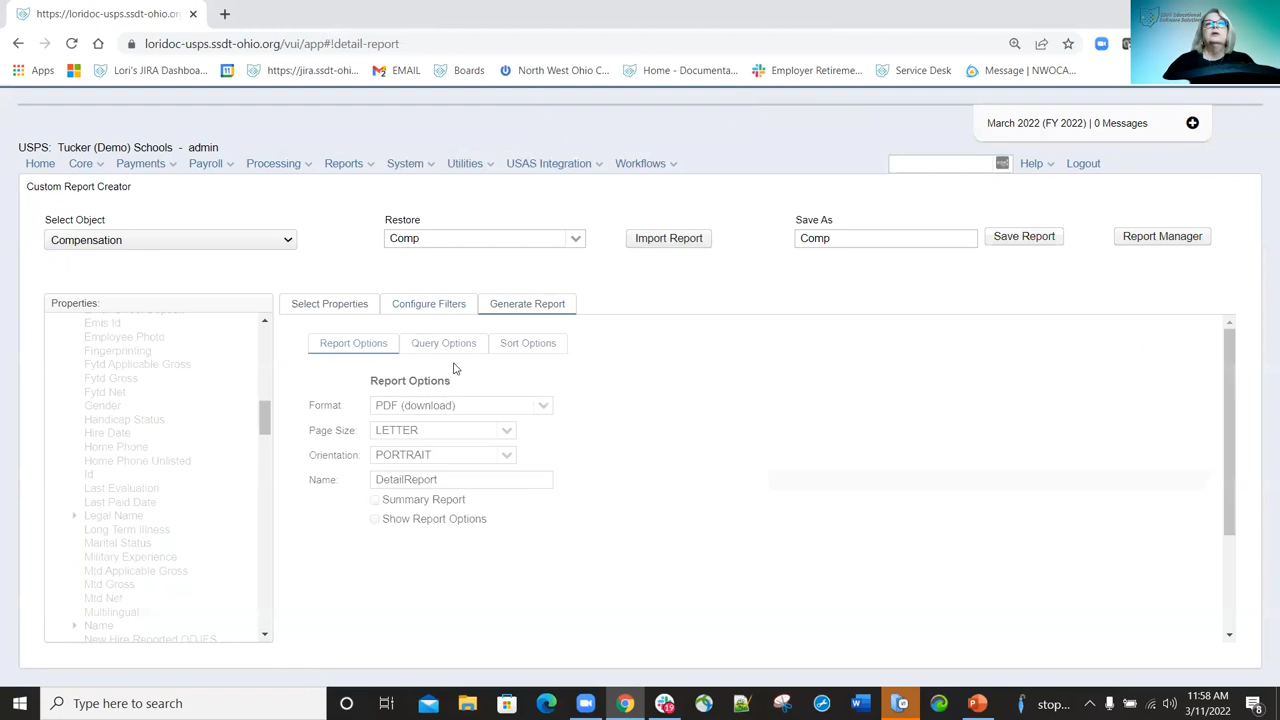 https://loridoc-usps.ssdt-ohio.or
loridoc-usps.ssdt-ohio.org/vui/app#!detail-report
Apps Lori's JIRA Dashboa... https://jira.ssdt-ohi... EMAIL Boards North West Ohio C... Home - Documenta... Employer Retireme... Service Desk Message | NWOCA...
March 2022 (FY 2022) | 0 Messages
USPS: Tucker (Demo) Schools - admin
Home Core Payments Payroll Processing Reports System Utilities USAS Integration Workflows Help Logout
Custom Report Creator
Select Object Restore Save As
Compensation Comp Import Report Comp Save Report Report Manager
Properties: Select Properties Configure Filters Generate Report
Emis Id
Employee Photo
Fingerprinting
Fytd Applicable Gross
Fytd Gross
Fytd Net
Gender
Handicap Status
Hire Date
Home Phone
Home Phone Unlisted
Id
Last Evaluation
Last Paid Date
Legal Name
Long Term Illness
Marital Status
Military Experience
Mtd Applicable Gross
Mtd Gross
Mtd Net
Multilingual
Name
New Hire Reported ODJFS
Report Options Query Options Sort Options
Report Options
Format PDF (download)
Page Size: LETTER
Orientation: PORTRAIT
Name: DetailReport
Summary Report
Show Report Options
Type here to search
19
stop...
11:58 AM
3/11/2022
8